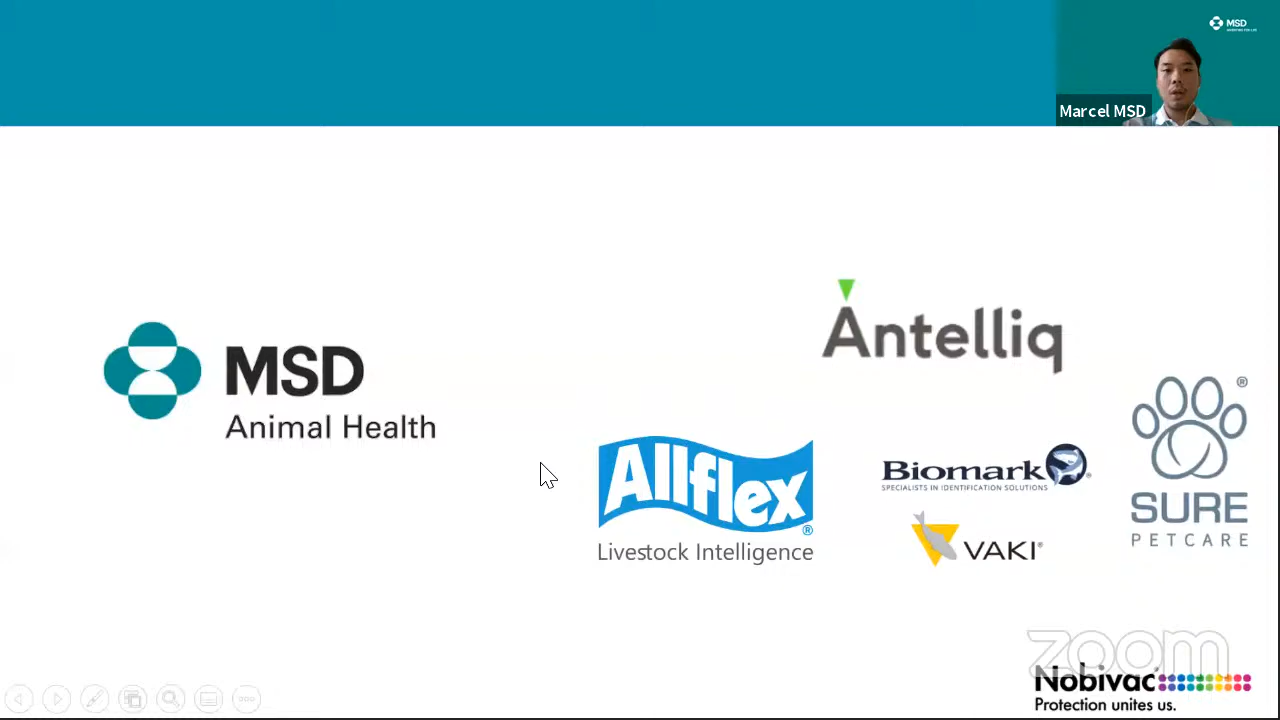 MSD
Marcel MSD
Antelliq
MSD
Animal Health
®
Allflex
®
Livestock Intelligence
Biomark
®
SPECIALISTS IN IDENTIFICATION SOLUTIONS
VAKI®
SURE
PETCARE
zoom
Nobivac®
Protection unites us.